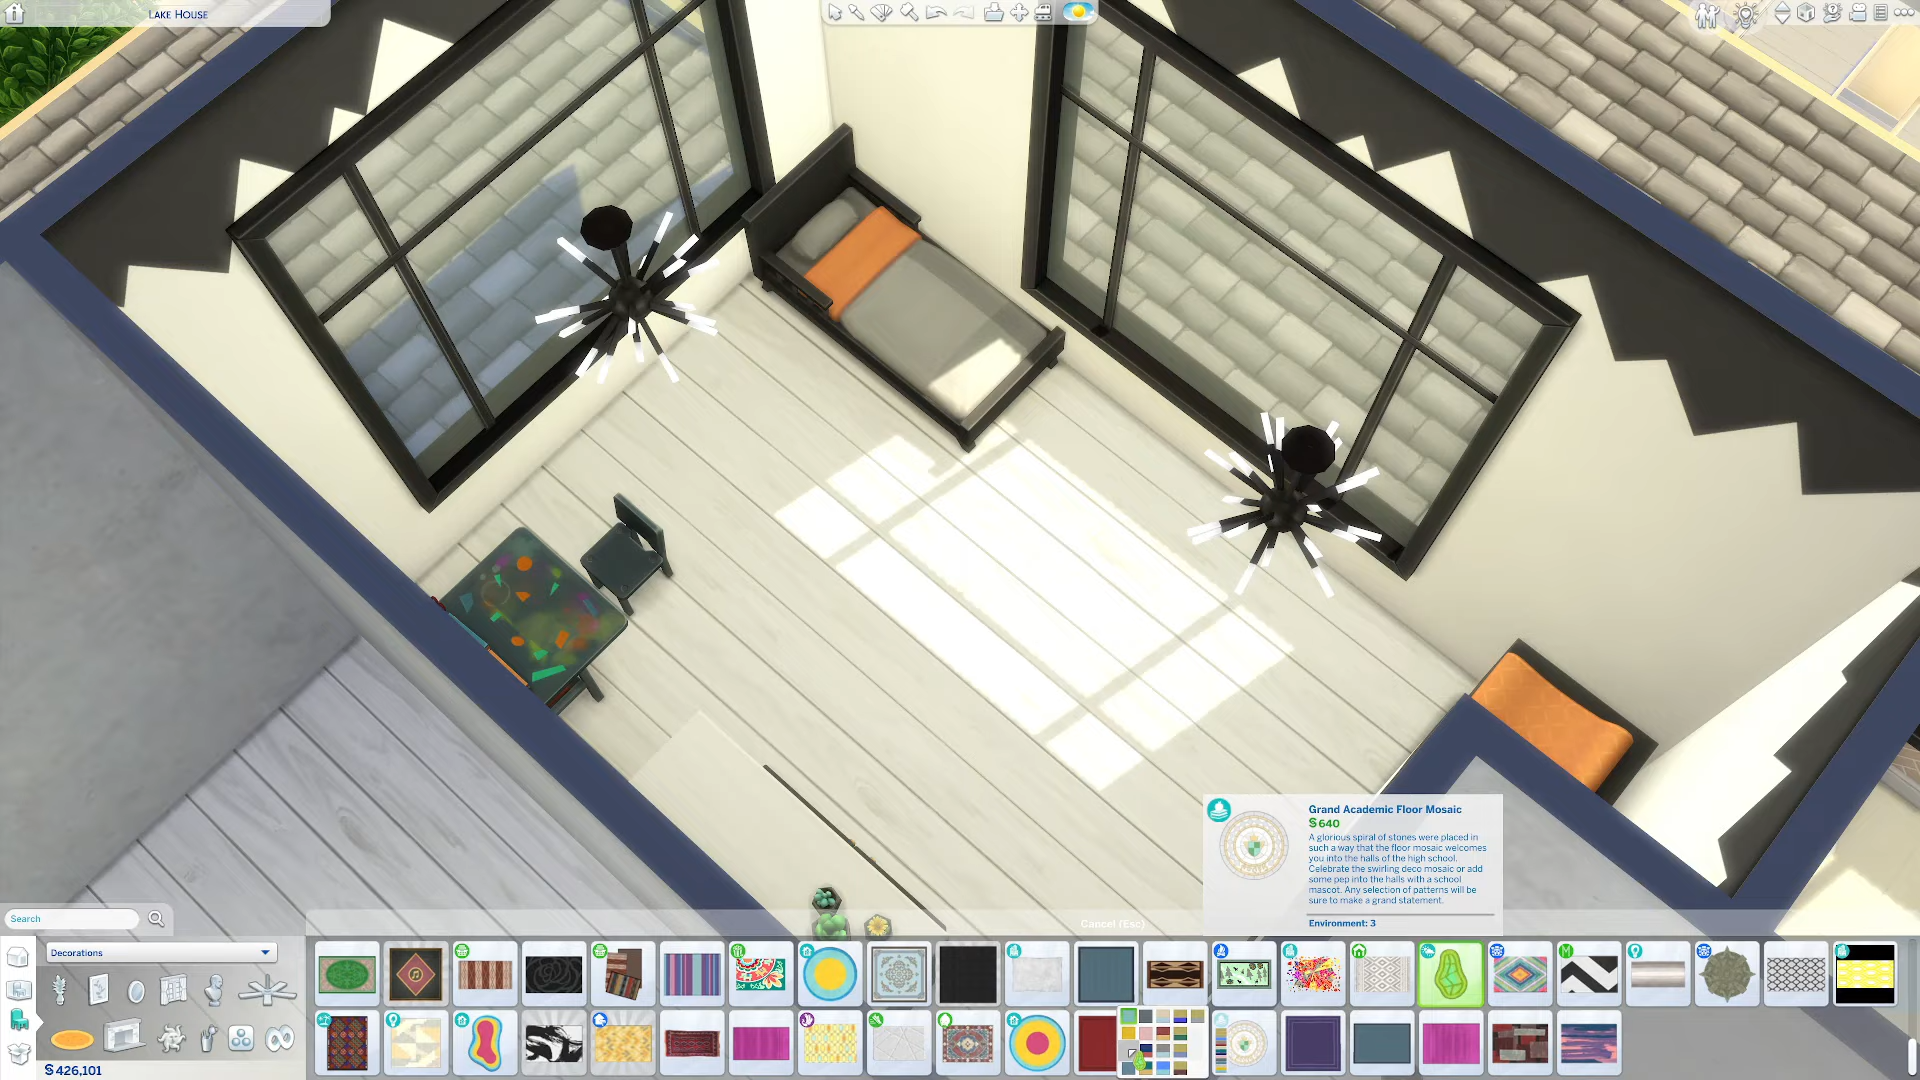 LAKE HOUSE
Grand Academic Floor Mosaic
§640
A glorious spiral of stones were placed in
such a way that the floor mosaic welcomes
you into the halls of the high school.
Celebrate the swirling deco mosaic or add
some pep into the halls with a school
mascot. Any selection of patterns will be
sure to make a grand statement.
Environment: 3
Search
Cancel (Esc)
Decorations
§426,101